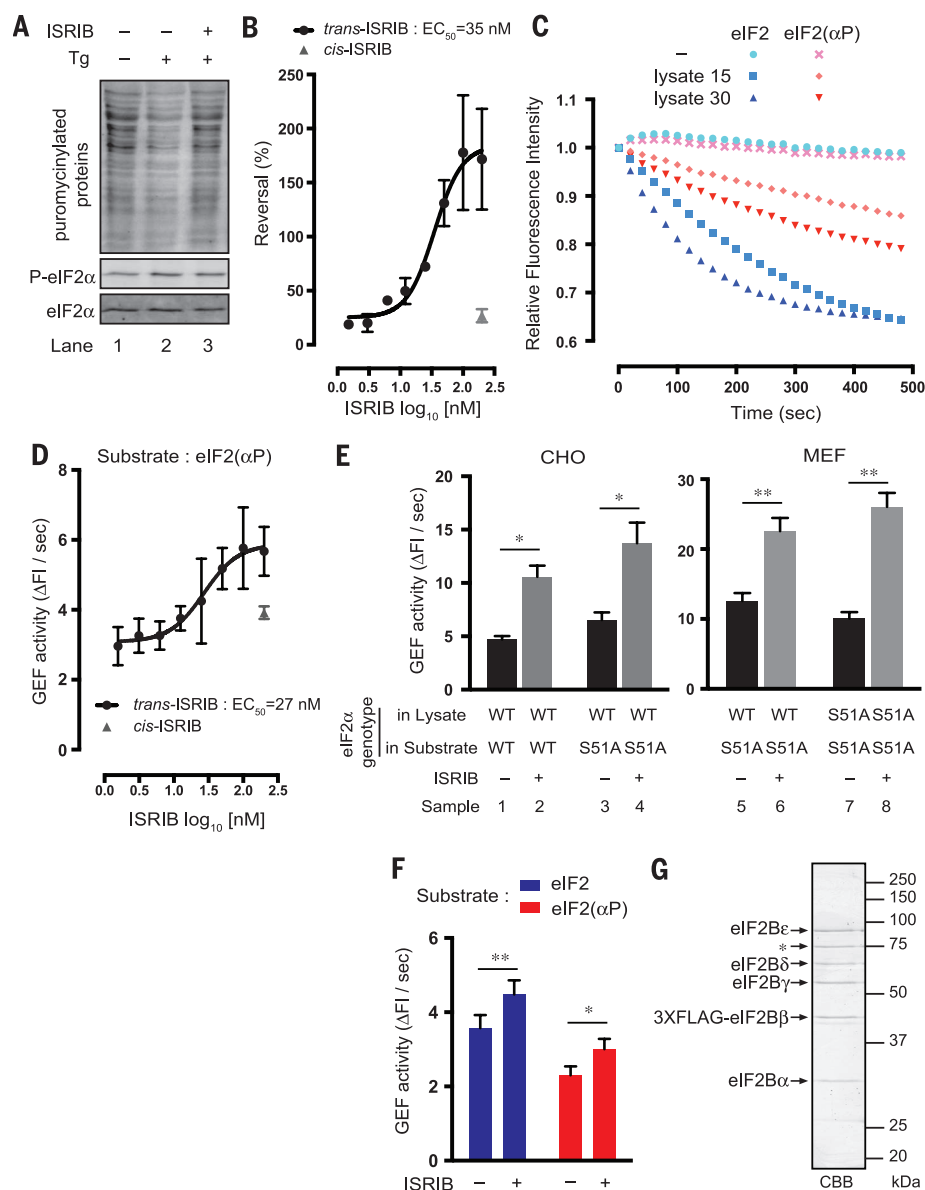 A
ISRIB – – +
Tg – + +
puromycinylated proteins
P-eIF2α
eIF2α
Lane 1 2 3
B
trans-ISRIB : EC50=35 nM
cis-ISRIB
Reversal (%)
250
200
150
100
50
0
0.0 0.5 1.0 1.5 2.0 2.5
ISRIB log10 [nM]
C
eIF2 eIF2(αP)
–
lysate 15
lysate 30
Relative Fluorescence Intensity
1.1
1.0
0.9
0.8
0.7
0.6
0 100 200 300 400 500
Time (sec)
D
Substrate : eIF2(αP)
GEF activity (ΔFI / sec)
8
6
4
2
0
trans-ISRIB : EC50=27 nM
cis-ISRIB
0.0 0.5 1.0 1.5 2.0 2.5
ISRIB log10 [nM]
E
CHO
GEF activity (ΔFI / sec)
20
15
10
5
0
* *
MEF
30
20
10
0
** **
eIF2α genotype
in Lysate WT WT WT WT WT WT S51A S51A
in Substrate WT WT S51A S51A S51A S51A S51A S51A
ISRIB – + – + – + – +
Sample 1 2 3 4 5 6 7 8
F
Substrate : eIF2
eIF2(αP)
GEF activity (ΔFI / sec)
6
4
2
0
** *
ISRIB – + – +
G
eIF2Bε
*
eIF2Bδ
eIF2Bγ
3XFLAG-eIF2Bβ
eIF2Bα
250
150
100
75
50
37
25
20
CBB kDa